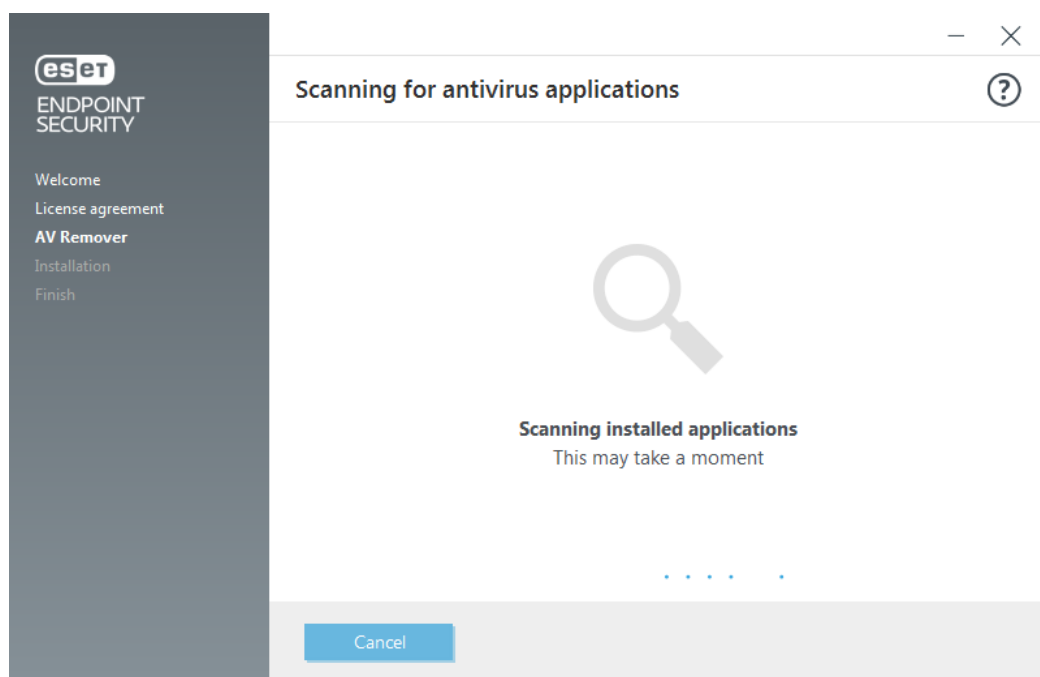 eset
ENDPOINT
SECURITY
Welcome
License agreement
AV Remover
Installation
Finish
Scanning for antivirus applications
?
Scanning installed applications
This may take a moment
Cancel